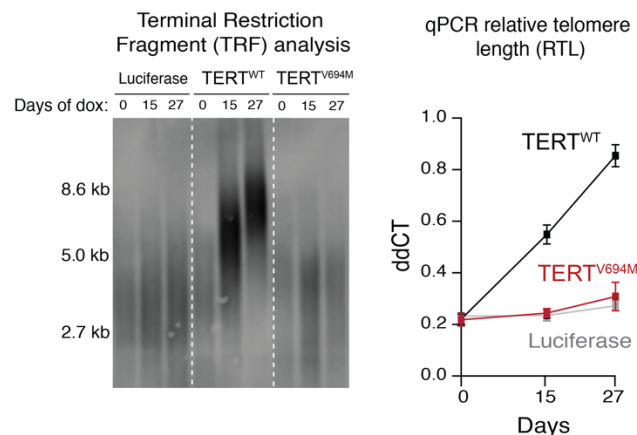 Terminal Restriction
Fragment (TRF) analysis
Luciferase TERTWT TERTV694M
Days of dox: 0 15 27 0 15 27 0 15 27
8.6 kb
5.0 kb
2.7 kb
qPCR relative telomere
length (RTL)
1.0
0.8
0.6
0.4
0.2
0.0
ddCT
TERTWT
TERTV694M
Luciferase
0 15 27
Days